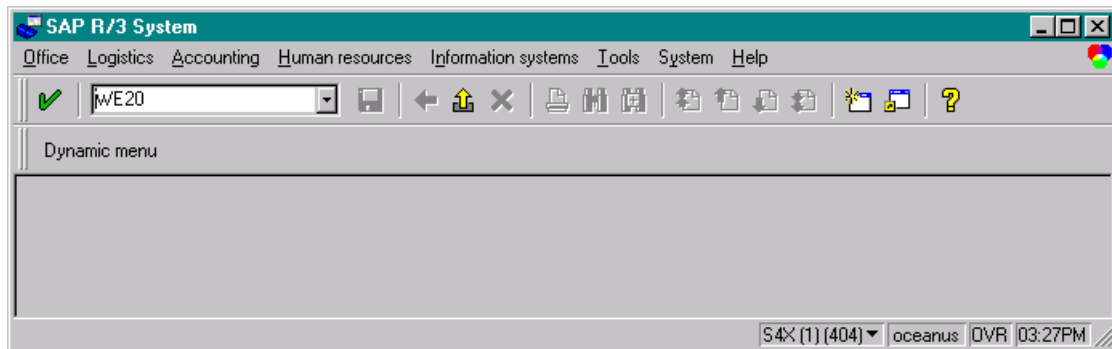 SAP R/3 System
Office Logistics Accounting Human resources Information systems Tools System Help
WE20
Dynamic menu
S4X (1) (404) oceanus OVR 03:27PM